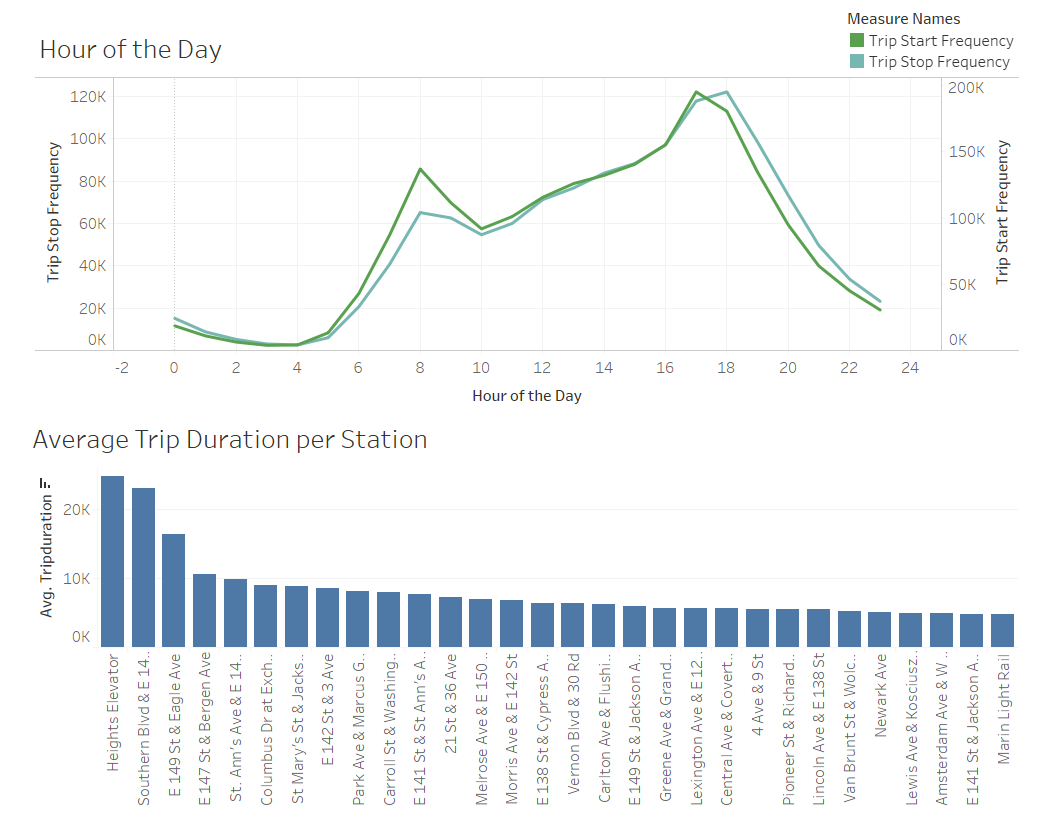 Measure Names
Trip Start Frequency
Trip Stop Frequency
Hour of the Day
Trip Stop Frequency
120K
100K
80K
60K
40K
20K
0K
200K
150K
100K
50K
0K
Trip Start Frequency
-2 0 2 4 6 8 10 12 14 16 18 20 22 24
Hour of the Day
Average Trip Duration per Station
Avg. Tripduration
20K
10K
0K
Heights Elevator
Southern Blvd & E 14..
E 149 St & Eagle Ave
E 147 St & Bergen Ave
St. Ann's Ave & E 14..
Columbus Dr at Exch..
St Mary's St & Jacks..
E 142 St & 3 Ave
Park Ave & Marcus G..
Carroll St & Washing..
E 141 St & St Ann's A..
21 St & 36 Ave
Melrose Ave & E 150..
Morris Ave & E 142 St
E 138 St & Cypress A..
Vernon Blvd & 30 Rd
Carlton Ave & Flushi..
E 149 St & Jackson A..
Greene Ave & Grand..
Lexington Ave & E 12..
Central Ave & Covert..
4 Ave & 9 St
Pioneer St & Richard..
Lincoln Ave & E 138 St
Van Brunt St & Wolc..
Newark Ave
Lewis Ave & Kosciusz..
Amsterdam Ave & W ..
E 141 St & Jackson A..
Marin Light Rail